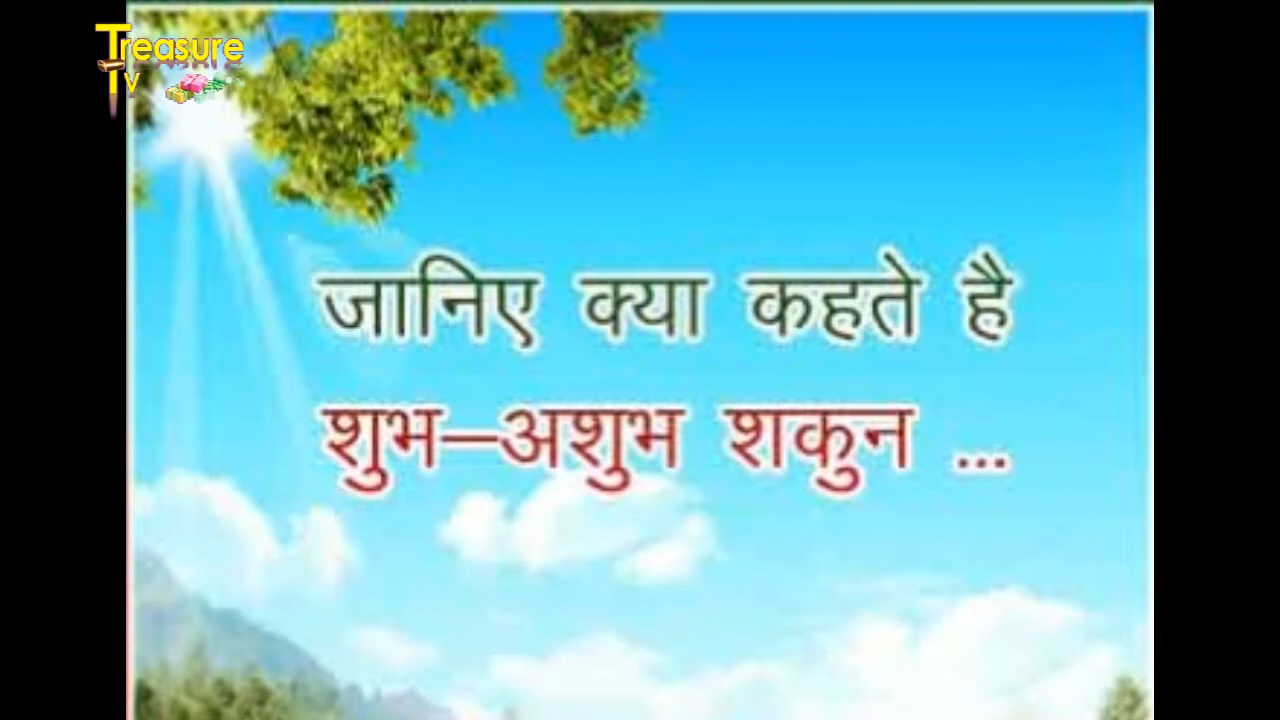 Treasure
Tv
जानिए क्या कहते है
शुभ–अशुभ शकुन ...